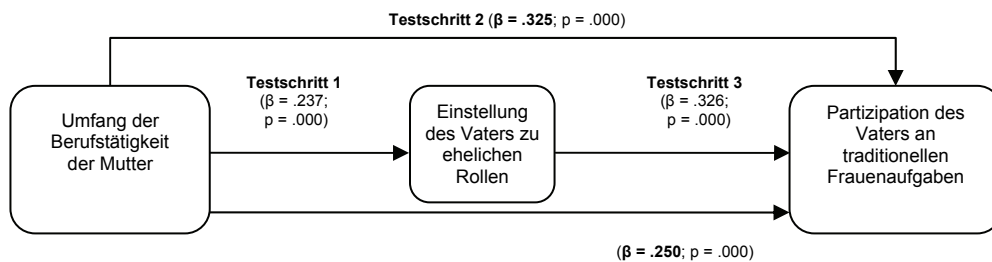 Testschritt 2 (β = .325; p = .000)
Testschritt 1
(β = .237;
p = .000)
Testschritt 3
(β = .326;
p = .000)
Umfang der
Berufstätigkeit
der Mutter
Einstellung
des Vaters zu
ehelichen
Rollen
Partizipation des
Vaters an
traditionellen
Frauenaufgaben
(β = .250; p = .000)